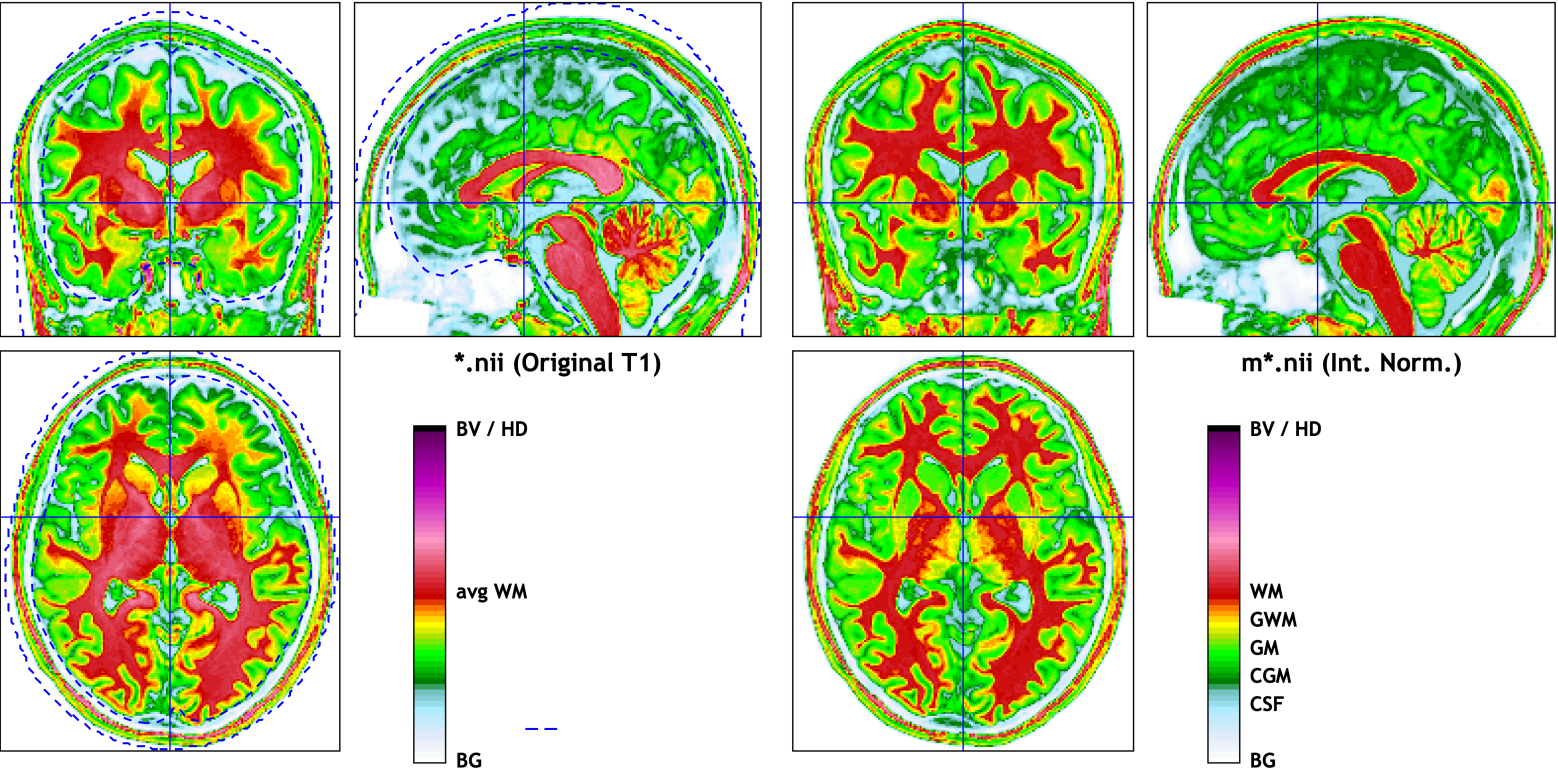 *.nii (Original T1)
BV / HD
avg WM
BG
m*.nii (Int. Norm.)
BV / HD
WM
GWM
GM
CGM
CSF
BG